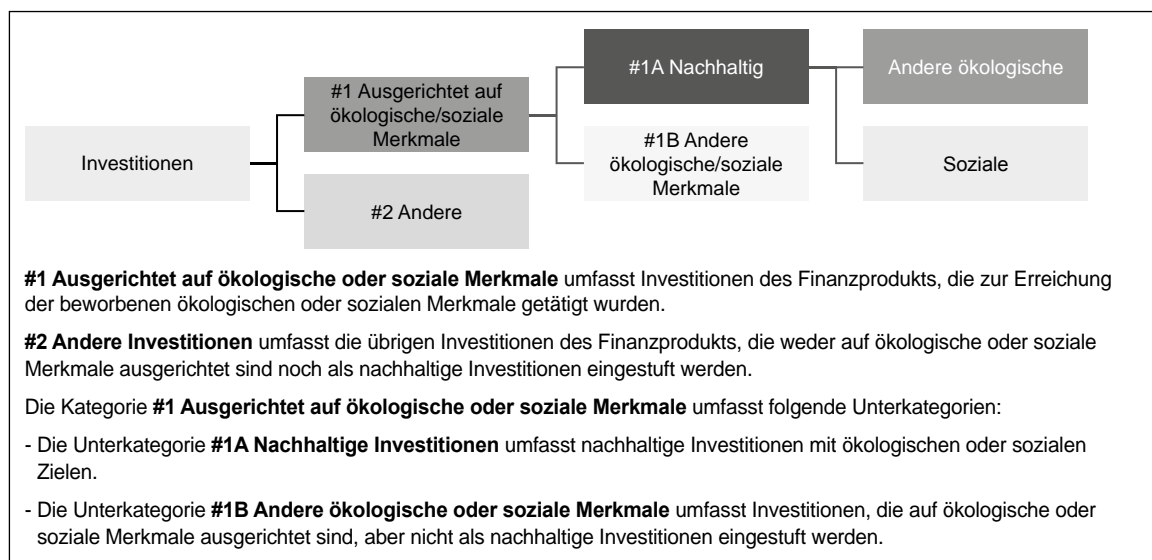 #1A Nachhaltig
Andere ökologische
#1 Ausgerichtet auf
ökologische/soziale
Merkmale
#1B Andere
ökologische/soziale
Merkmale
Investitionen
Soziale
#2 Andere
#1 Ausgerichtet auf ökologische oder soziale Merkmale umfasst Investitionen des Finanzprodukts, die zur Erreichung
der beworbenen ökologischen oder sozialen Merkmale getätigt wurden.
#2 Andere Investitionen umfasst die übrigen Investitionen des Finanzprodukts, die weder auf ökologische oder soziale
Merkmale ausgerichtet sind noch als nachhaltige Investitionen eingestuft werden.
Die Kategorie #1 Ausgerichtet auf ökologische oder soziale Merkmale umfasst folgende Unterkategorien:
- Die Unterkategorie #1A Nachhaltige Investitionen umfasst nachhaltige Investitionen mit ökologischen oder sozialen
Zielen.
- Die Unterkategorie #1B Andere ökologische oder soziale Merkmale umfasst Investitionen, die auf ökologische oder
soziale Merkmale ausgerichtet sind, aber nicht als nachhaltige Investitionen eingestuft werden.